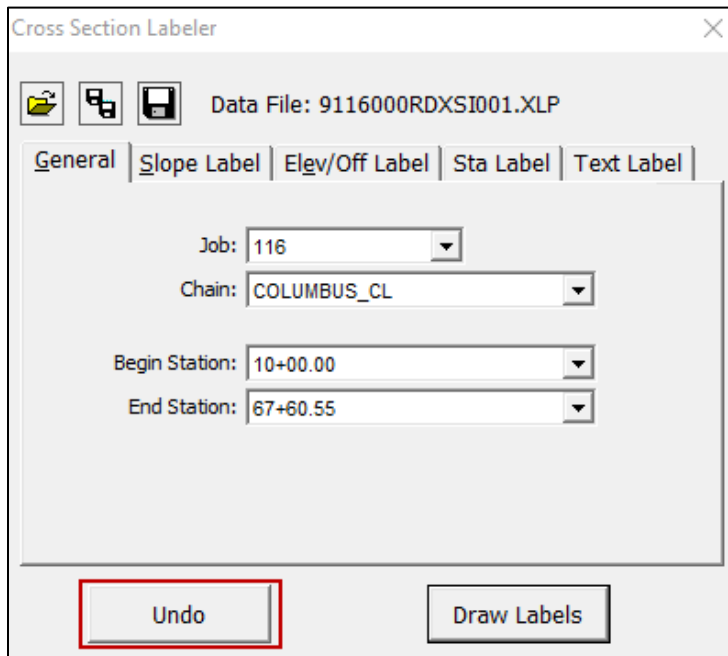 Cross Section Labeler
Data File: 9116000RDXSI001.XLP
General Slope Label Elev/Off Label Sta Label Text Label
Job: 116
Chain: COLUMBUS_CL
Begin Station: 10+00.00
End Station: 67+60.55
Undo Draw Labels